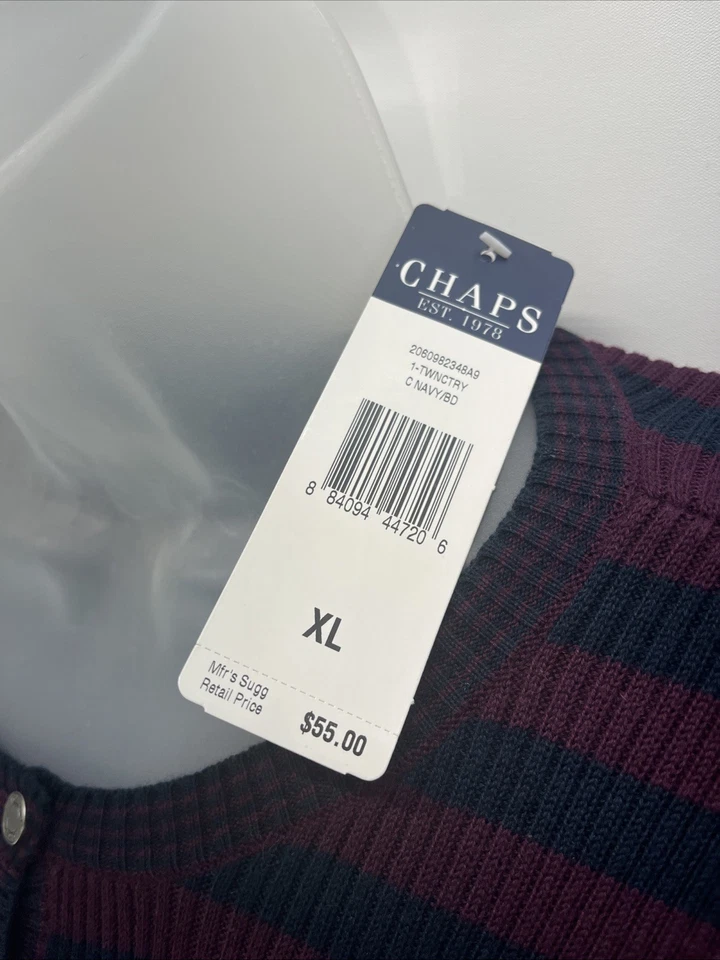 CHAPS
EST. 1978
2060982348A9
1-TWNCTRY
C NAVY/BD
8 84094 44720 6
XL
Mfr's Sugg
Retail Price
$55.00